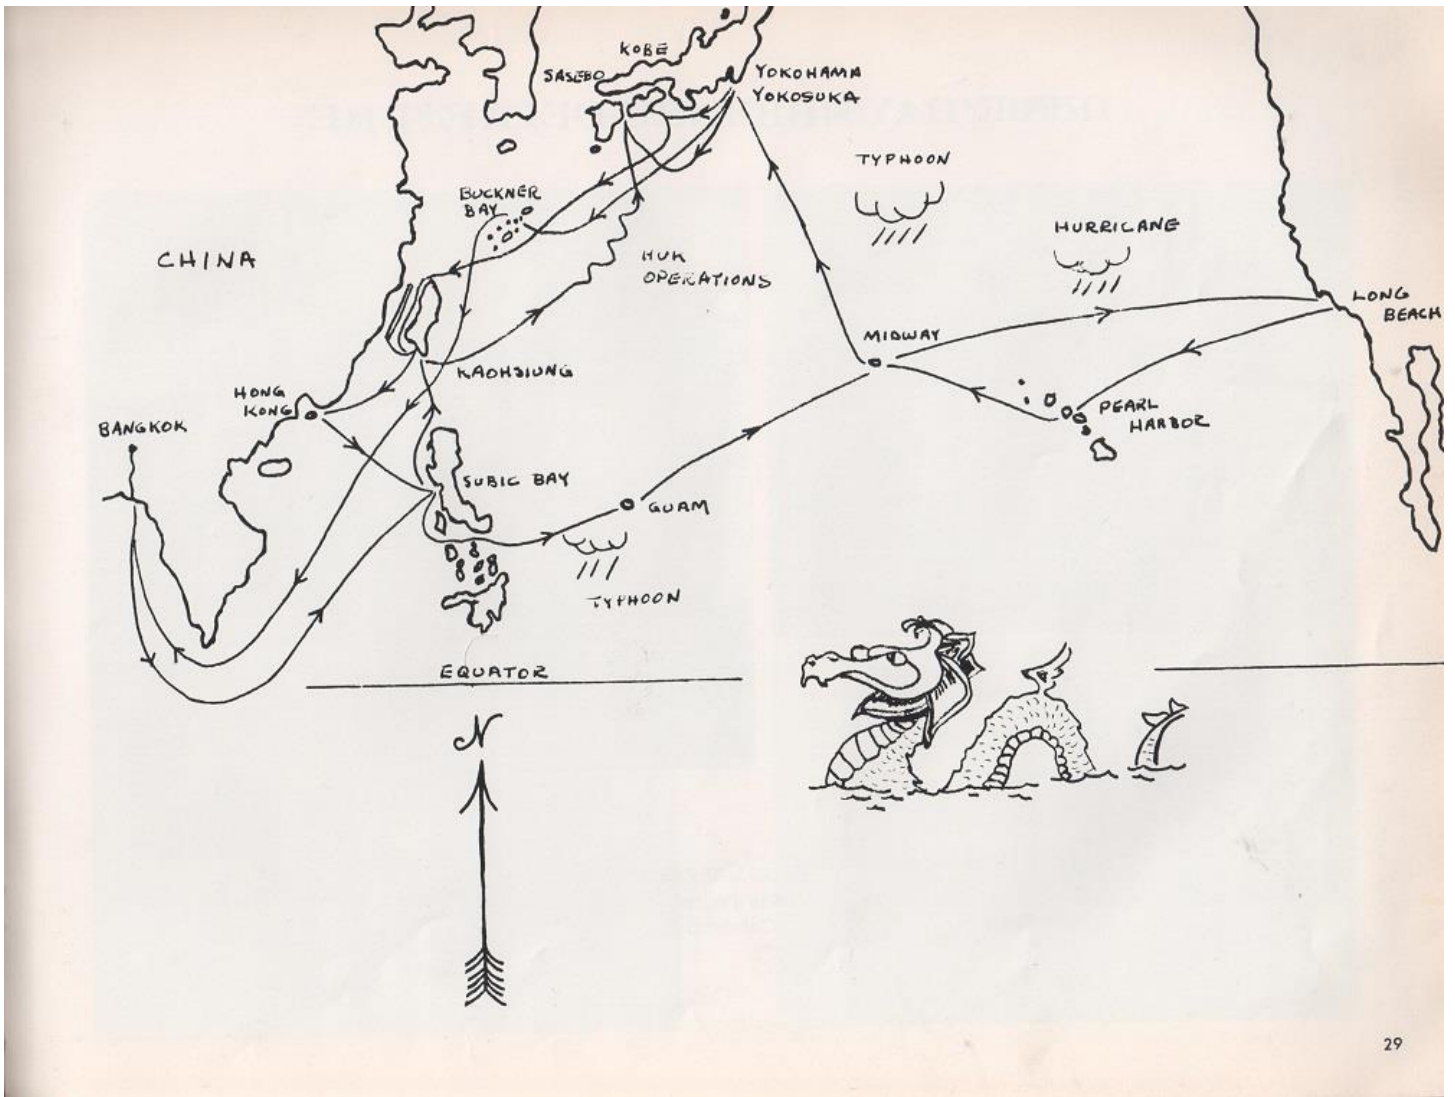 KOBE
SASEBO
YOKOHAMA
YOKOSUKA
TYPHOON
BUCKNER
BAY
HURRICANE
CHINA
HUK
OPERATIONS
LONG
BEACH
MIDWAY
KAOHSIUNG
HONG
KONG
PEARL
HARBOR
BANGKOK
SUBIC BAY
GUAM
TYPHOON
EQUATOR
N
29